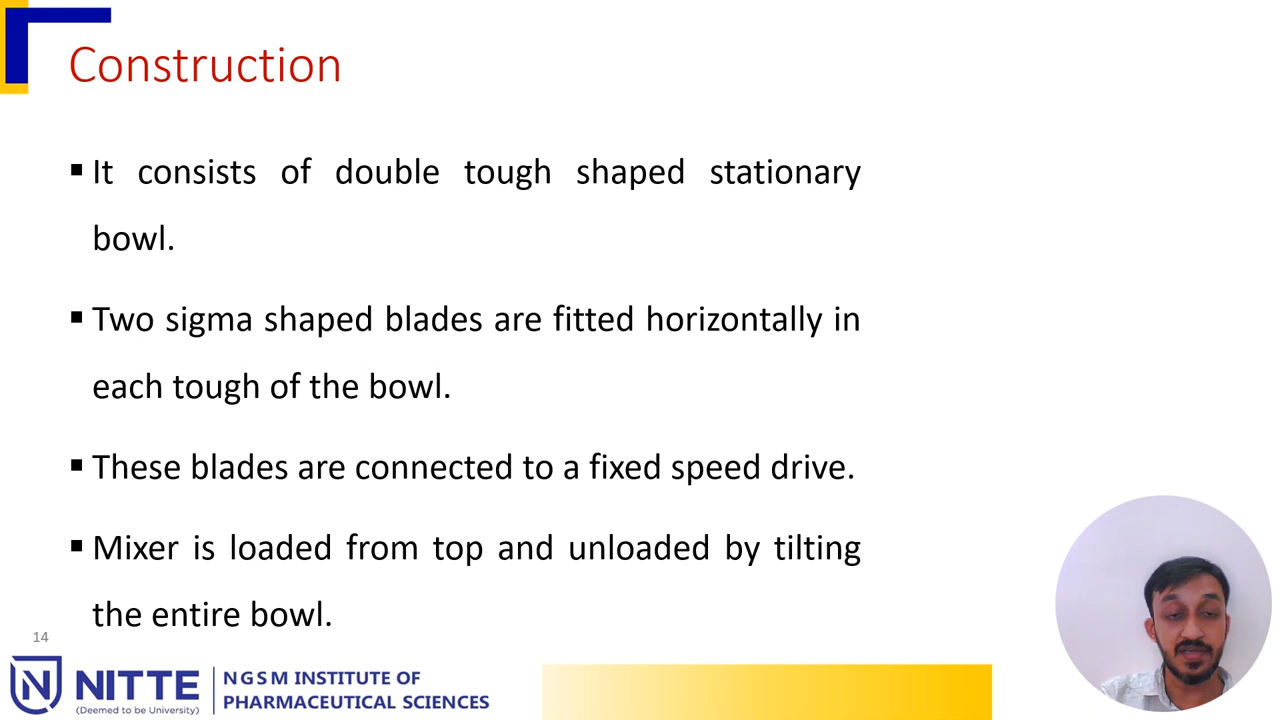 Construction
▪ It consists of double tough shaped stationary
bowl.
▪ Two sigma shaped blades are fitted horizontally in
each tough of the bowl.
▪ These blades are connected to a fixed speed drive.
▪ Mixer is loaded from top and unloaded by tilting
the entire bowl.
14
NITTE
(Deemed to be University)
NGSM INSTITUTE OF
PHARMACEUTICAL SCIENCES